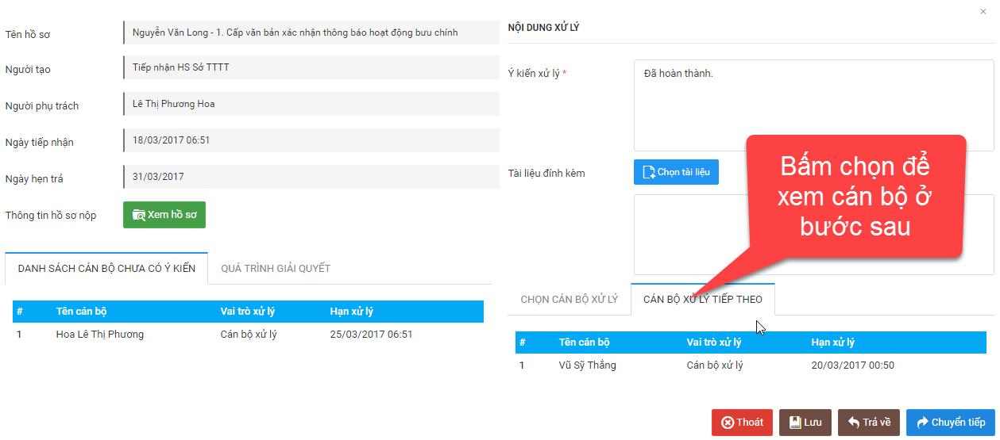 ×
Tên hồ sơ
Nguyễn Văn Long - 1. Cấp văn bản xác nhận thông báo hoạt động bưu chính
Người tạo
Tiếp nhận HS Sở TTTT
Người phụ trách
Lê Thị Phương Hoa
Ngày tiếp nhận
18/03/2017 06:51
Ngày hẹn trả
31/03/2017
Thông tin hồ sơ nộp
Xem hồ sơ
DANH SÁCH CÁN BỘ CHƯA CÓ Ý KIẾN QUÁ TRÌNH GIẢI QUYẾT
# Tên cán bộ Vai trò xử lý Hạn xử lý
1 Hoa Lê Thị Phương Cán bộ xử lý 25/03/2017 06:51
NỘI DUNG XỬ LÝ
Ý kiến xử lý *
Đã hoàn thành.
Tài liệu đính kèm
Chọn tài liệu
Bấm chọn để
xem cán bộ ở
bước sau
CHỌN CÁN BỘ XỬ LÝ CÁN BỘ XỬ LÝ TIẾP THEO
# Tên cán bộ Vai trò xử lý Hạn xử lý
1 Vũ Sỹ Thắng Cán bộ xử lý 20/03/2017 00:50
Thoát Lưu Trả về Chuyển tiếp